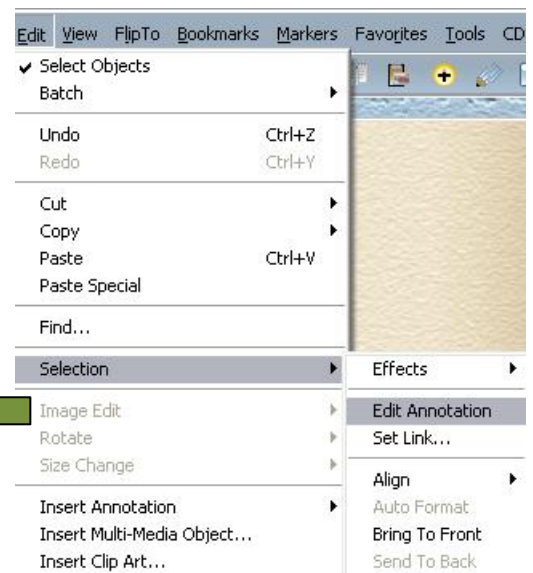 Edit View FlipTo Bookmarks Markers Favorites Tools CD
Select Objects
Batch
Undo Ctrl+Z
Redo Ctrl+Y
Cut
Copy
Paste Ctrl+V
Paste Special
Find...
Selection
Image Edit
Rotate
Size Change
Insert Annotation
Insert Multi-Media Object...
Insert Clip Art...
Effects
Edit Annotation
Set Link...
Align
Auto Format
Bring To Front
Send To Back